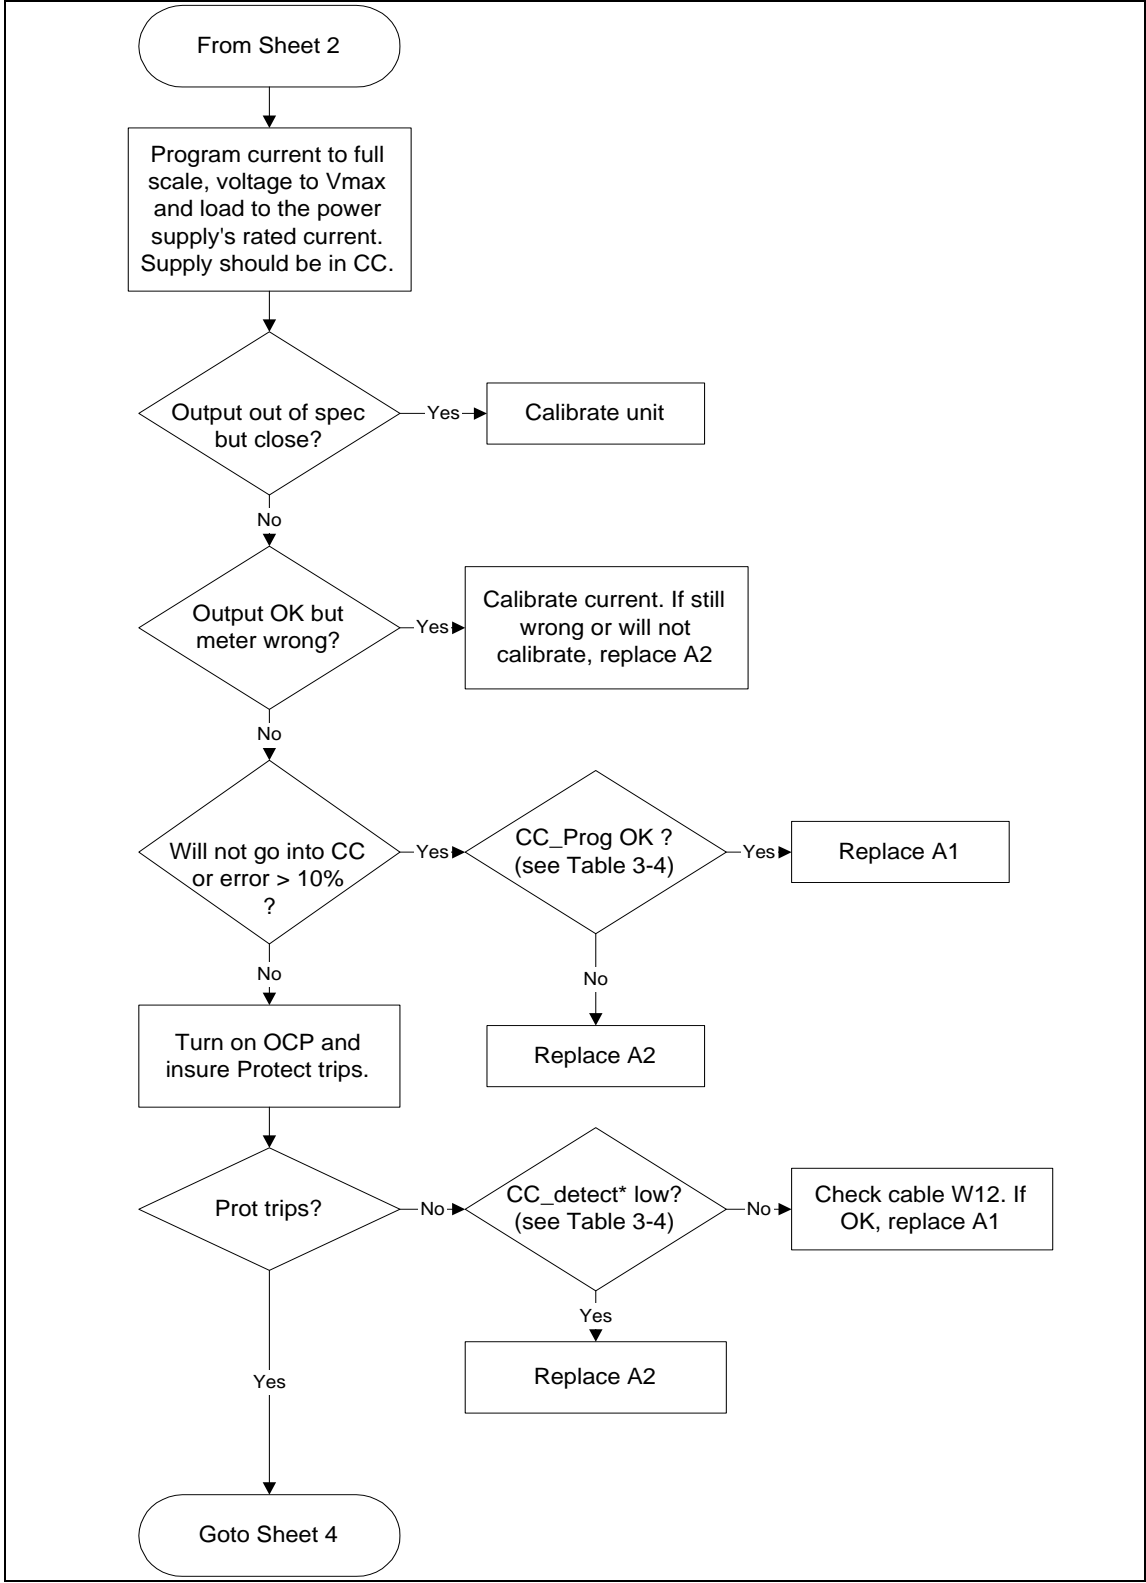 From Sheet 2
Program current to full
scale, voltage to Vmax
and load to the power
supply's rated current.
Supply should be in CC.
Output out of spec
but close?
Yes
Calibrate unit
No
Output OK but
meter wrong?
Yes
Calibrate current. If still
wrong or will not
calibrate, replace A2
No
Will not go into CC
or error > 10%
?
Yes
CC_Prog OK ?
(see Table 3-4)
Yes
Replace A1
No
Replace A2
No
Turn on OCP and
insure Protect trips.
Prot trips?
No
CC_detect* low?
(see Table 3-4)
No
Check cable W12. If
OK, replace A1
Yes
Replace A2
Yes
Goto Sheet 4